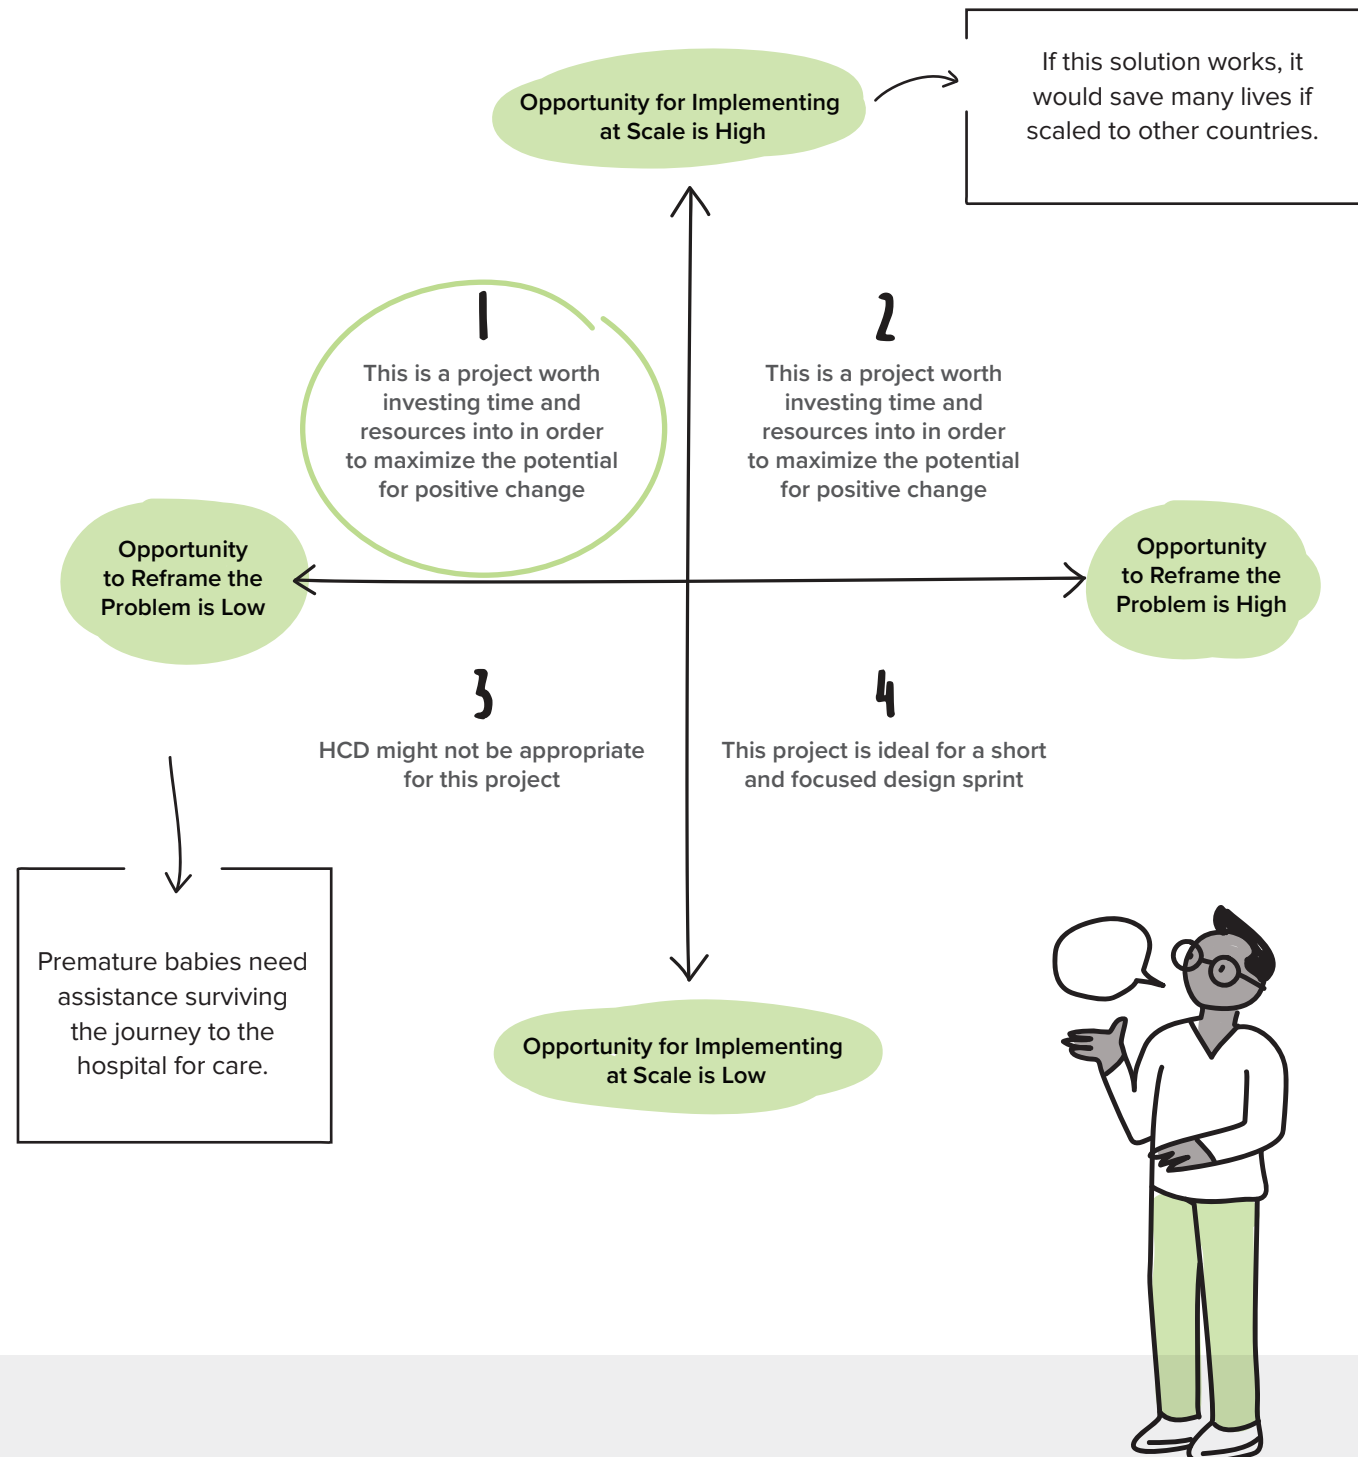 If this solution works, it
would save many lives if
scaled to other countries.
Opportunity for Implementing
at Scale is High
1
This is a project worth
investing time and
resources into in order
to maximize the potential
for positive change
2
This is a project worth
investing time and
resources into in order
to maximize the potential
for positive change
Opportunity
to Reframe the
Problem is Low
Opportunity
to Reframe the
Problem is High
3
HCD might not be appropriate
for this project
4
This project is ideal for a short
and focused design sprint
Premature babies need
assistance surviving
the journey to the
hospital for care.
Opportunity for Implementing
at Scale is Low